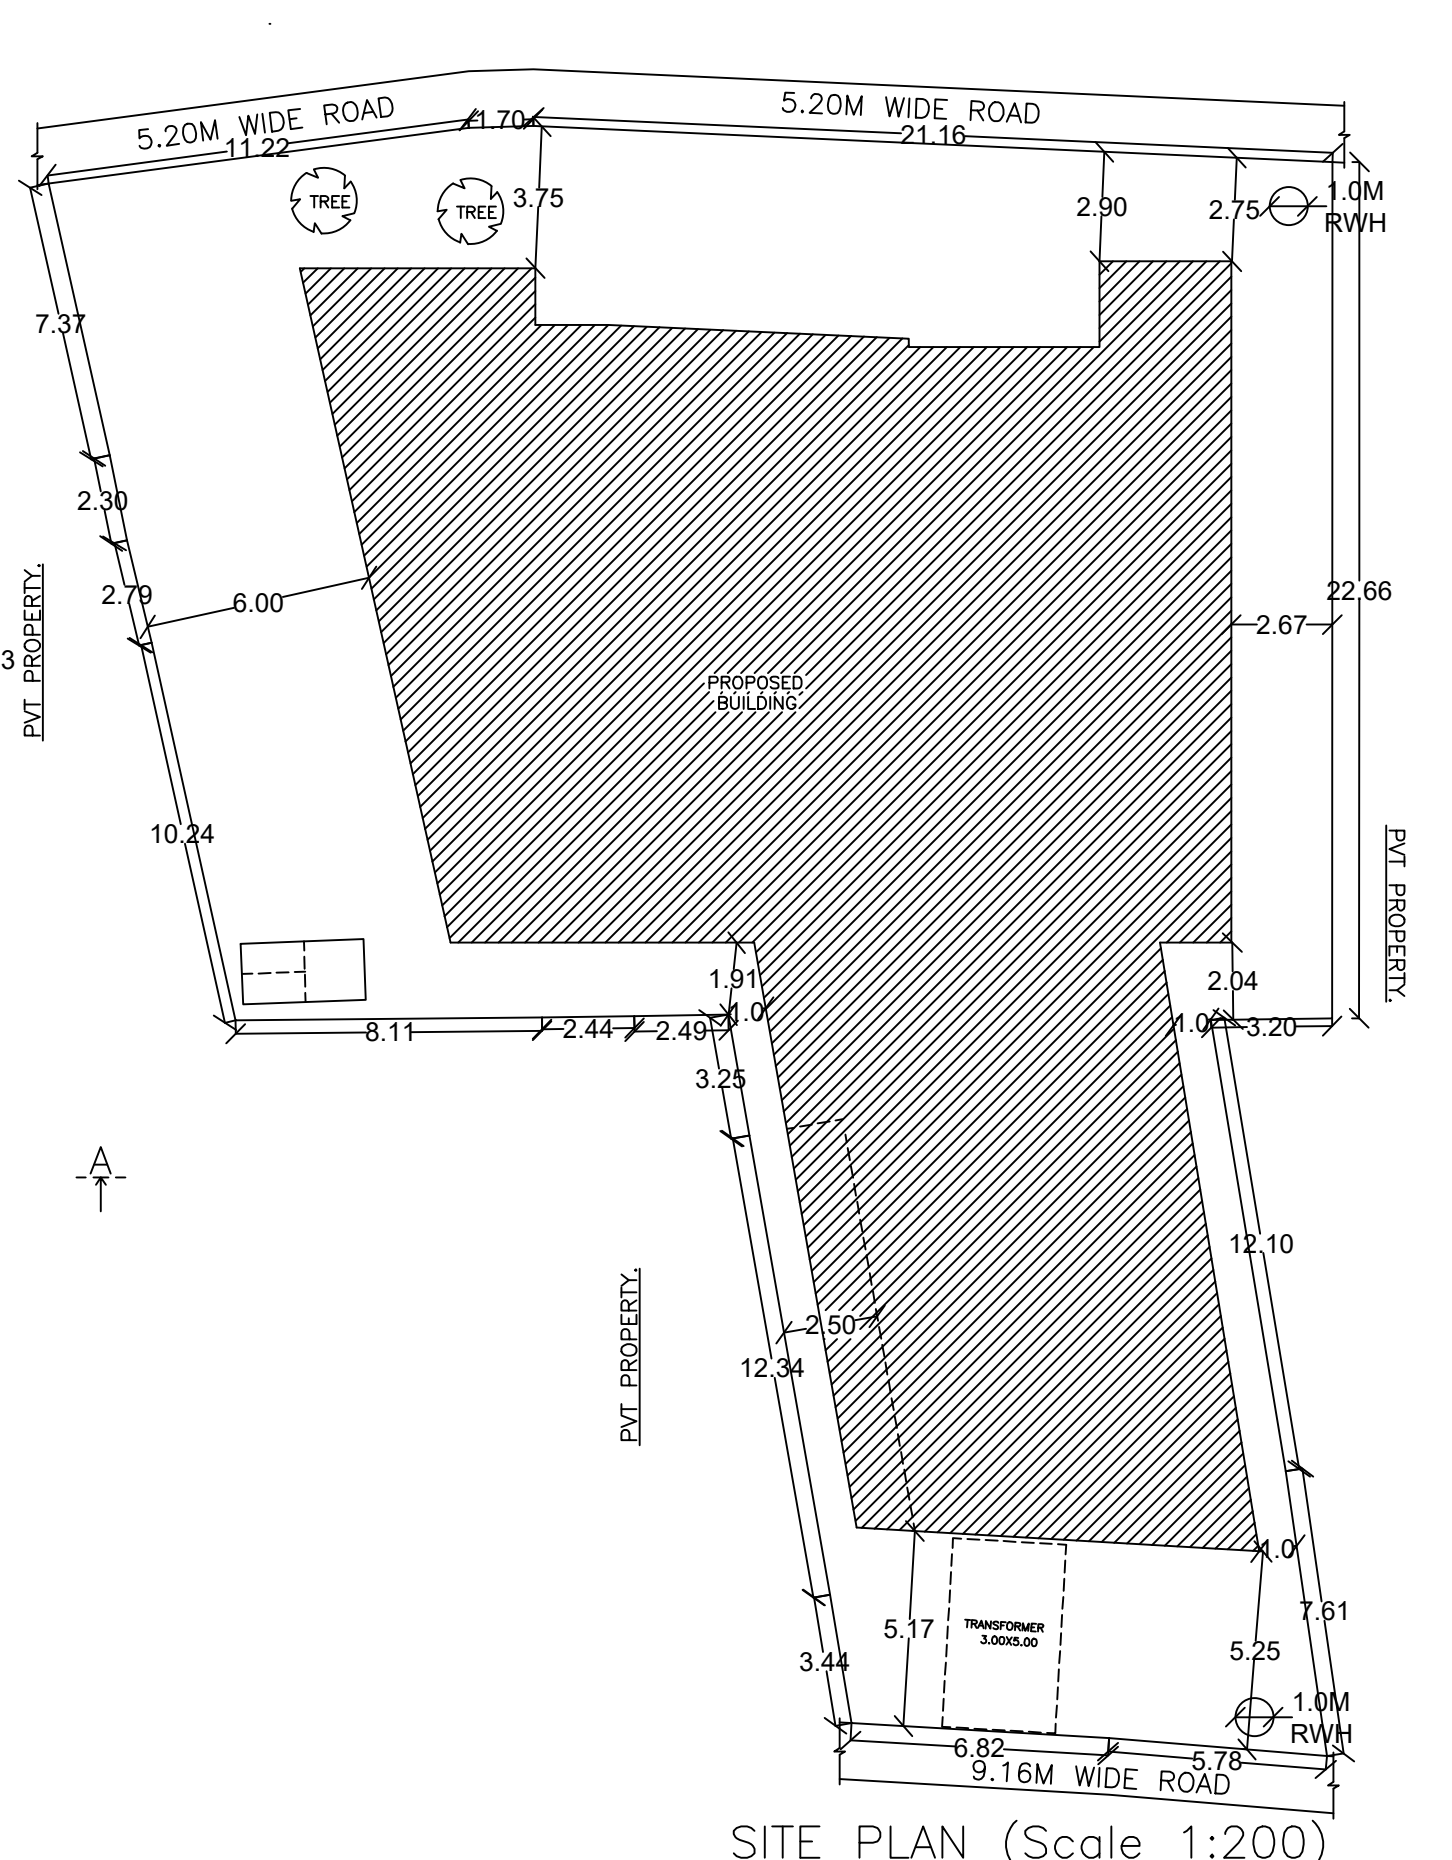 5.20M WIDE ROAD
5.20M WIDE ROAD
11.22
1.70
21.16
TREE
TREE
3.75
2.90
2.75
1.0M
RWH
7.37
2.30
2.79
6.00
22.66
2.67
3
PVT PROPERTY.
PROPOSED
BUILDING
10.24
PVT PROPERTY.
1.91
1.0
2.04
1.0
3.20
8.11
2.44
2.49
3.25
A
12.10
PVT PROPERTY.
2.50
12.34
1.0
5.17
TRANSFORMER
3.00X5.00
7.61
5.25
3.44
1.0M
RWH
6.82
5.78
9.16M WIDE ROAD
SITE PLAN (Scale 1:200)